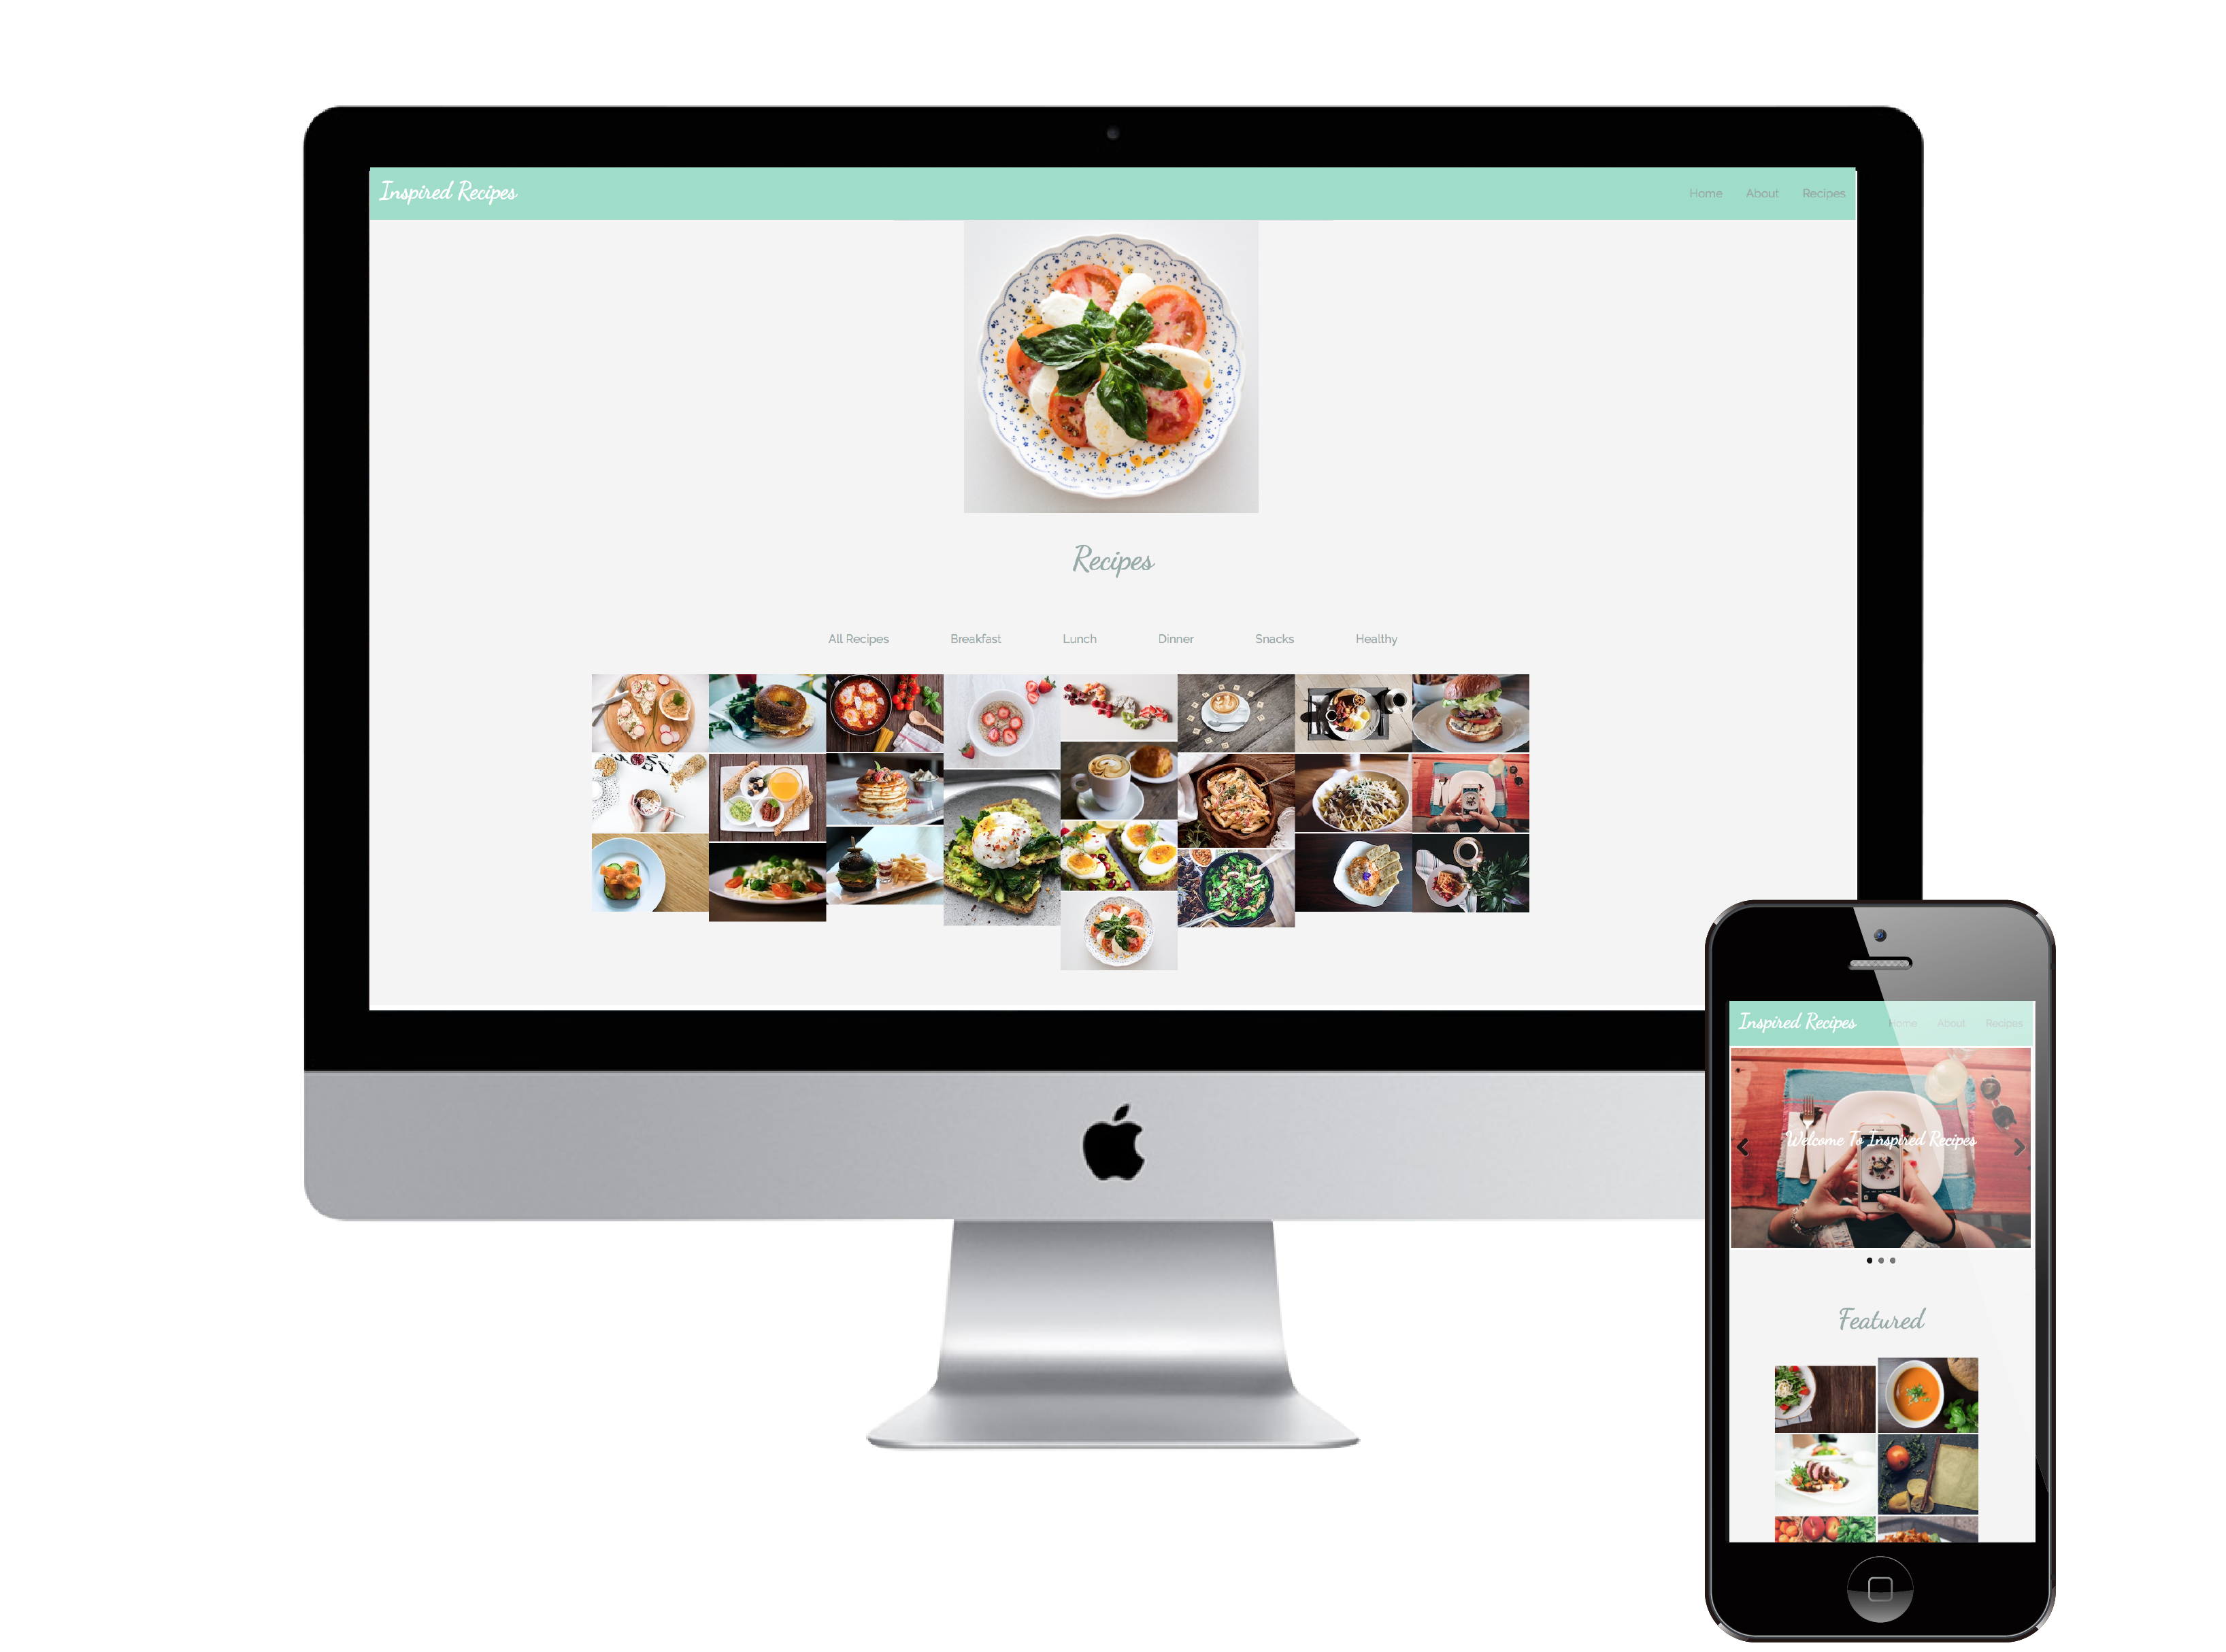 Inspired Recipes
Home About Recipes
Recipes
All Recipes Breakfast Lunch Dinner Snacks Healthy
Inspired Recipes
Home About Recipes
Welcome To Inspired Recipes
Featured